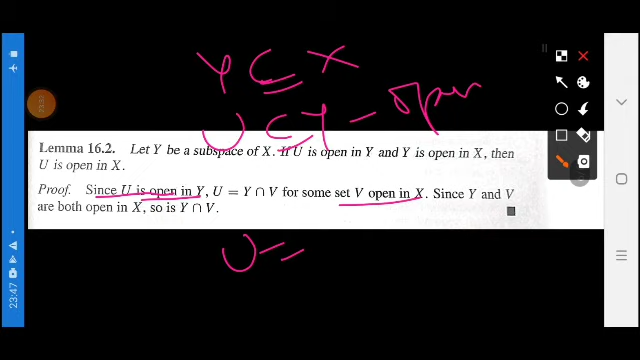 Y ⊆ X
U ⊆ Y - open
Lemma 16.2. Let Y be a subspace of X. If U is open in Y and Y is open in X, then
U is open in X.
Proof. Since U is open in Y, U = Y ∩ V for some set V open in X. Since Y and V
are both open in X, so is Y ∩ V.
U =
23:47